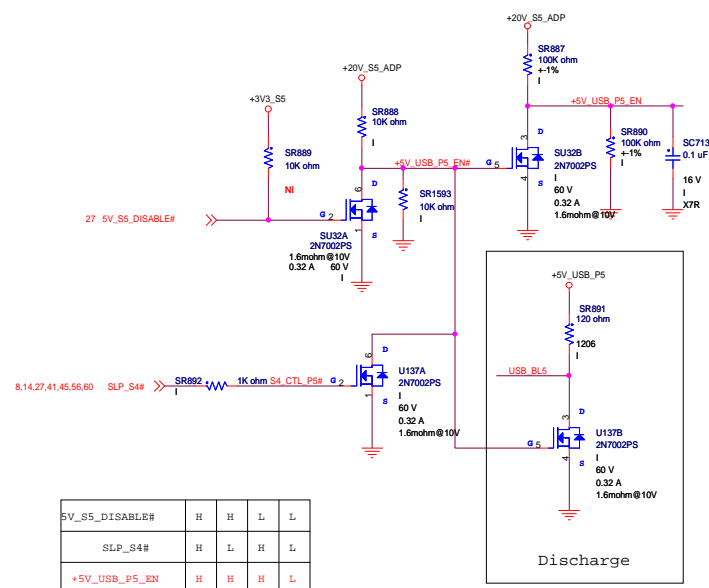 +20V_S5_ADP
SR887
100K ohm
+-1%
+20V_S5_ADP
+3V3_S5
SR888
10K ohm
I
+5V_USB_P5_EN
SR889
10K ohm
NI
+5V_USB_P5_EN#
3
D
G
5
4
S
SU32B
2N7002PS
I
60 V
0.32 A
1.6mohm@10V
SR890
100K ohm
+-1%
I
SC713
0.1 uF
16 V
I
X7R
27 5V_S5_DISABLE#
6
D
G
2
1
S
SU32A
2N7002PS
1.6mohm@10V
0.32 A 60 V
I
SR1593
10K ohm
I
+5V_USB_P5
SR891
120 ohm
1206
I
USB_BL5
8,14,27,41,45,56,60 SLP_S4#
SR892
I
1K ohm
S4_CTL_P5#
G
2
6
D
1
S
U137A
2N7002PS
I
60 V
0.32 A
1.6mohm@10V
3
D
G
5
4
S
U137B
2N7002PS
I
60 V
0.32 A
1.6mohm@10V
Discharge
5V_S5_DISABLE# H H L L
SLP_S4# H L H L
+5V_USB_P5_EN H H H L